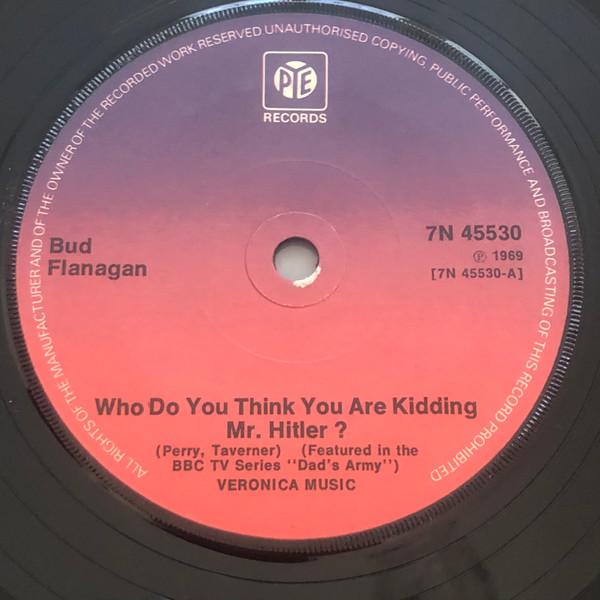 ALL RIGHTS OF THE MANUFACTURER AND OF THE OWNER OF THE RECORDED WORK RESERVED UNAUTHORISED COPYING, PUBLIC PERFORMANCE AND BROADCASTING OF THIS RECORD PROHIBITED
PYE
RECORDS
Bud
Flanagan
7N 45530
Ⓟ 1969
[7N 45530-A]
Who Do You Think You Are Kidding
Mr. Hitler ?
(Perry, Taverner) (Featured in the
BBC TV Series "Dad's Army")
VERONICA MUSIC